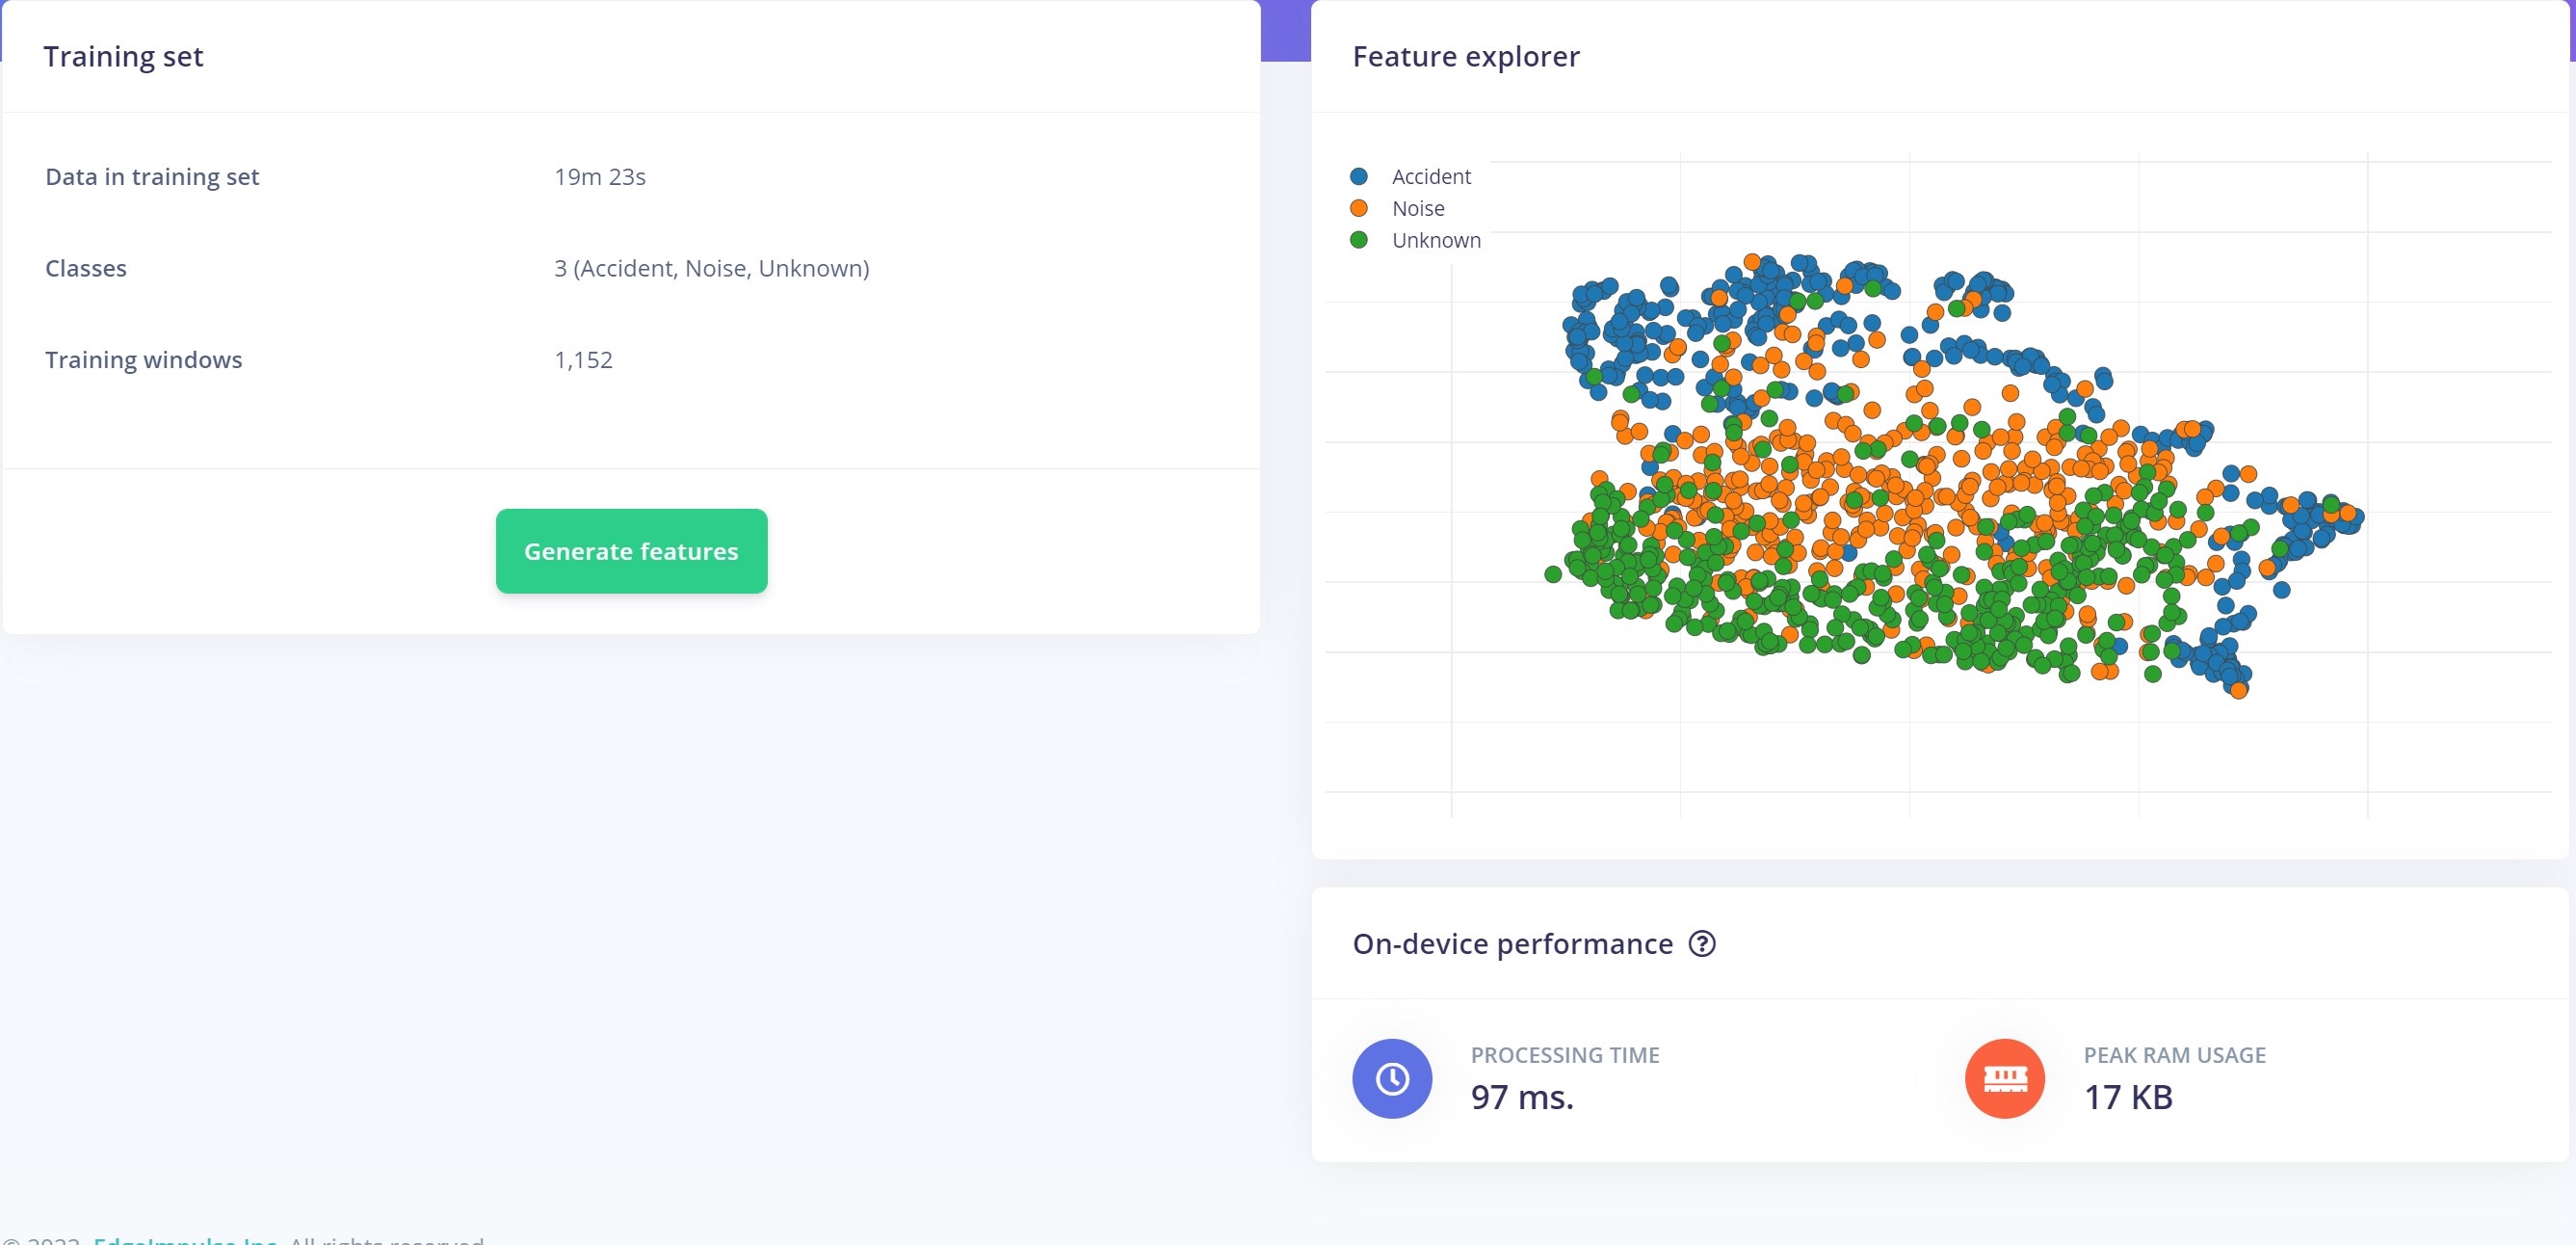 Training set
Data in training set 19m 23s
Classes 3 (Accident, Noise, Unknown)
Training windows 1,152
Generate features
Feature explorer
Accident
Noise
Unknown
On-device performance
PROCESSING TIME
97 ms.
PEAK RAM USAGE
17 KB
EdgeImpulse Inc. All rights reserved